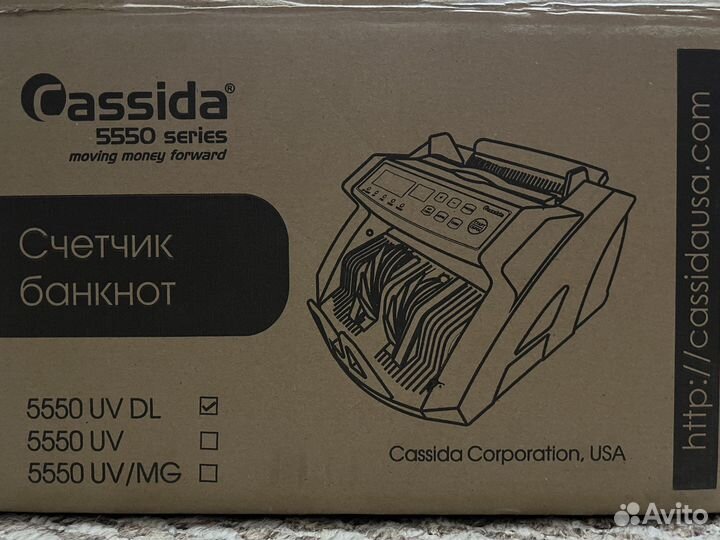 Cassida®
5550 series
moving money forward
Счетчик
банкнот
5550 UV DL
5550 UV
5550 UV/MG
Cassida
Cassida Corporation, USA
http://cassidausa.com
Avito